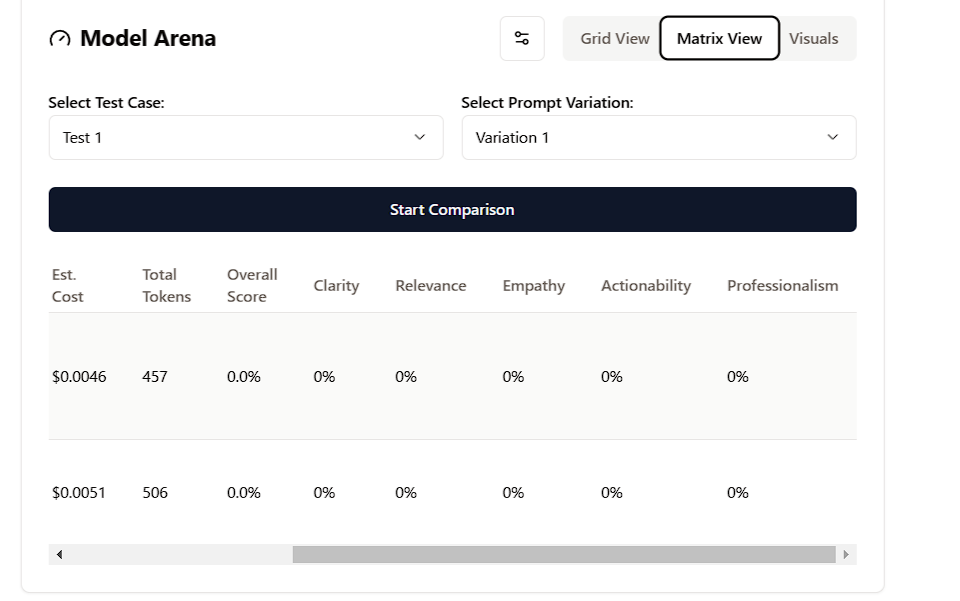 Model Arena
Grid View
Matrix View
Visuals
Select Test Case:
Select Prompt Variation:
Test 1
Variation 1
Start Comparison
Est. Cost Total Tokens Overall Score Clarity Relevance Empathy Actionability Professionalism
$0.0046 457 0.0% 0% 0% 0% 0% 0%
$0.0051 506 0.0% 0% 0% 0% 0% 0%